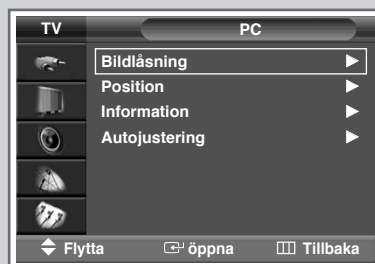 TV PC
Bildlåsning
Position
Information
Autojustering
Flytta öppna Tillbaka